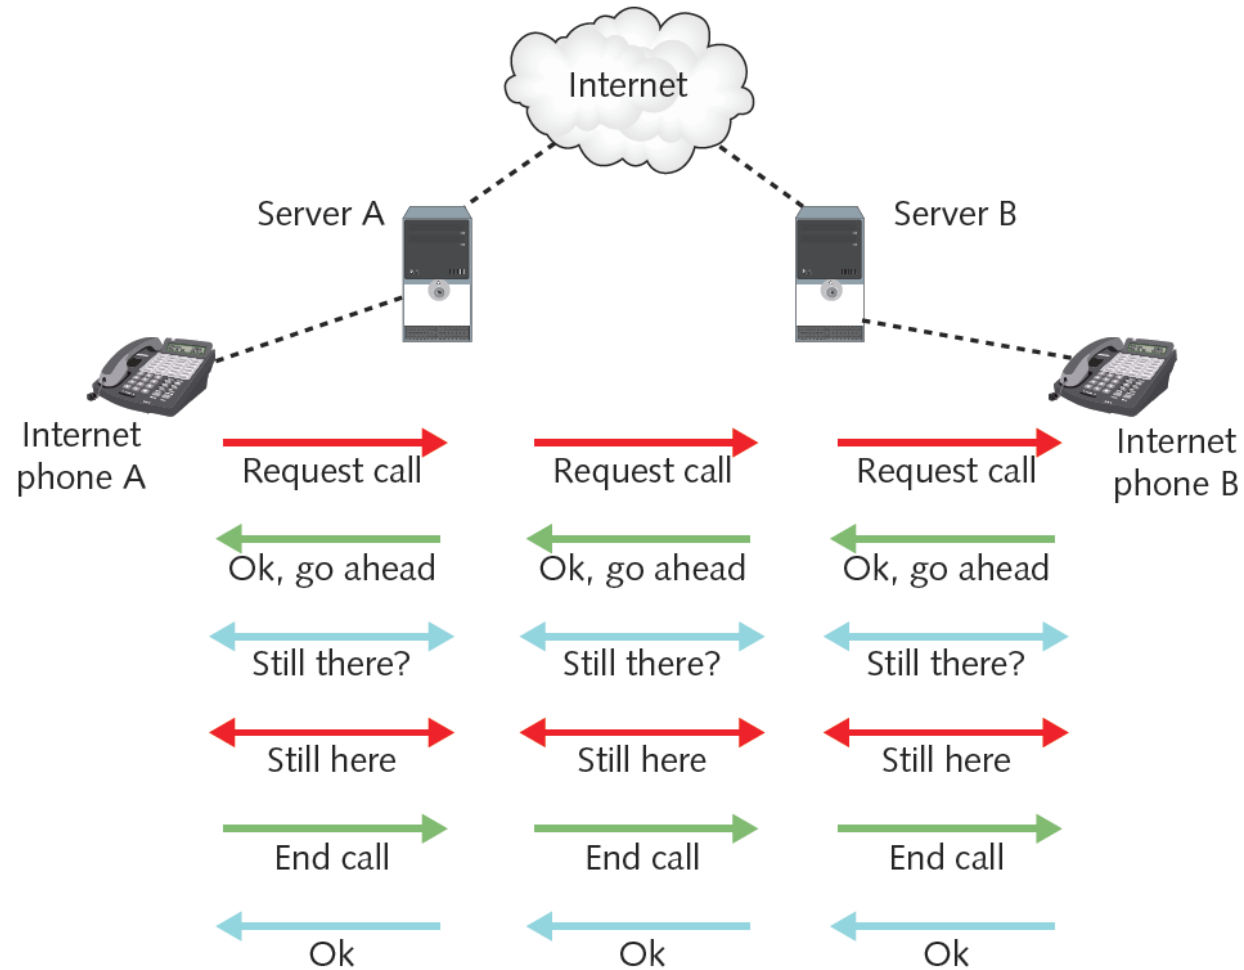 Internet
Server A
Server B
Internet
phone A
Internet
phone B
Request call
Request call
Request call
Ok, go ahead
Ok, go ahead
Ok, go ahead
Still there?
Still there?
Still there?
Still here
Still here
Still here
End call
End call
End call
Ok
Ok
Ok